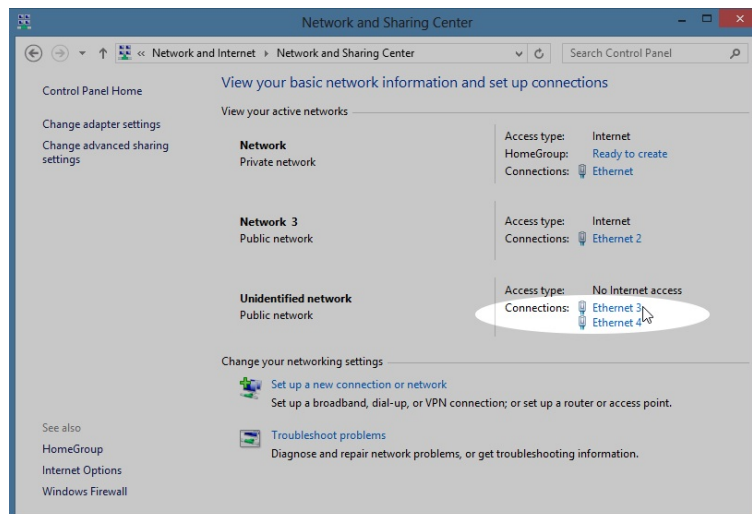 Network and Sharing Center
« Network and Internet ▸ Network and Sharing Center
Search Control Panel
Control Panel Home
Change adapter settings
Change advanced sharing
settings
See also
HomeGroup
Internet Options
Windows Firewall
View your basic network information and set up connections
View your active networks
Network
Private network
Access type: Internet
HomeGroup: Ready to create
Connections: Ethernet
Network 3
Public network
Access type: Internet
Connections: Ethernet 2
Unidentified network
Public network
Access type: No Internet access
Connections: Ethernet 3
Ethernet 4
Change your networking settings
Set up a new connection or network
Set up a broadband, dial-up, or VPN connection; or set up a router or access point.
Troubleshoot problems
Diagnose and repair network problems, or get troubleshooting information.